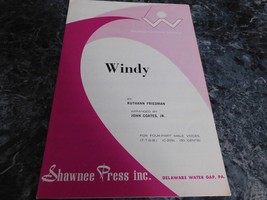 Windy
BY
RUTHANN FRIEDMAN
ARRANGED BY
JOHN COATES, JR.
FOR FOUR-PART MALE VOICES
(T.T.B.B.)
Shawnee Press inc.
DELAWARE WATER GAP, PA.